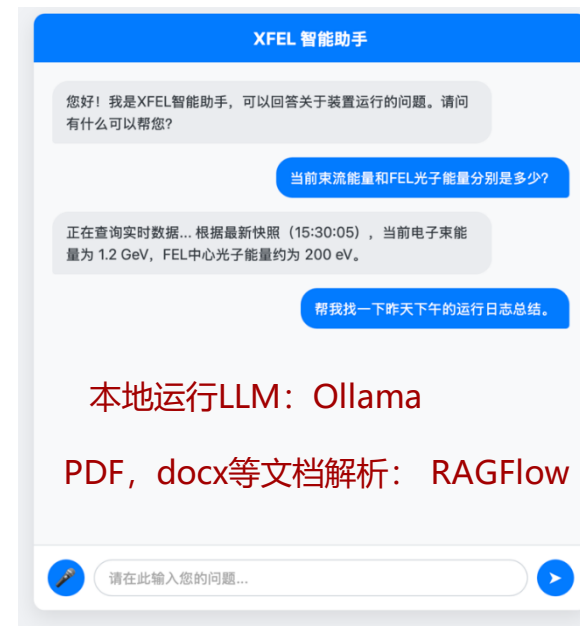 XFEL 智能助手
您好！我是XFEL智能助手，可以回答关于装置运行的问题。请问
有什么可以帮您?
当前束流能量和FEL光子能量分别是多少?
正在查询实时数据... 根据最新快照（15:30:05），当前电子束能
量为 1.2 GeV，FEL中心光子能量约为 200 eV。
帮我找一下昨天下午的运行日志总结。
本地运行LLM：Ollama
PDF，docx等文档解析： RAGFlow
请在此输入您的问题...